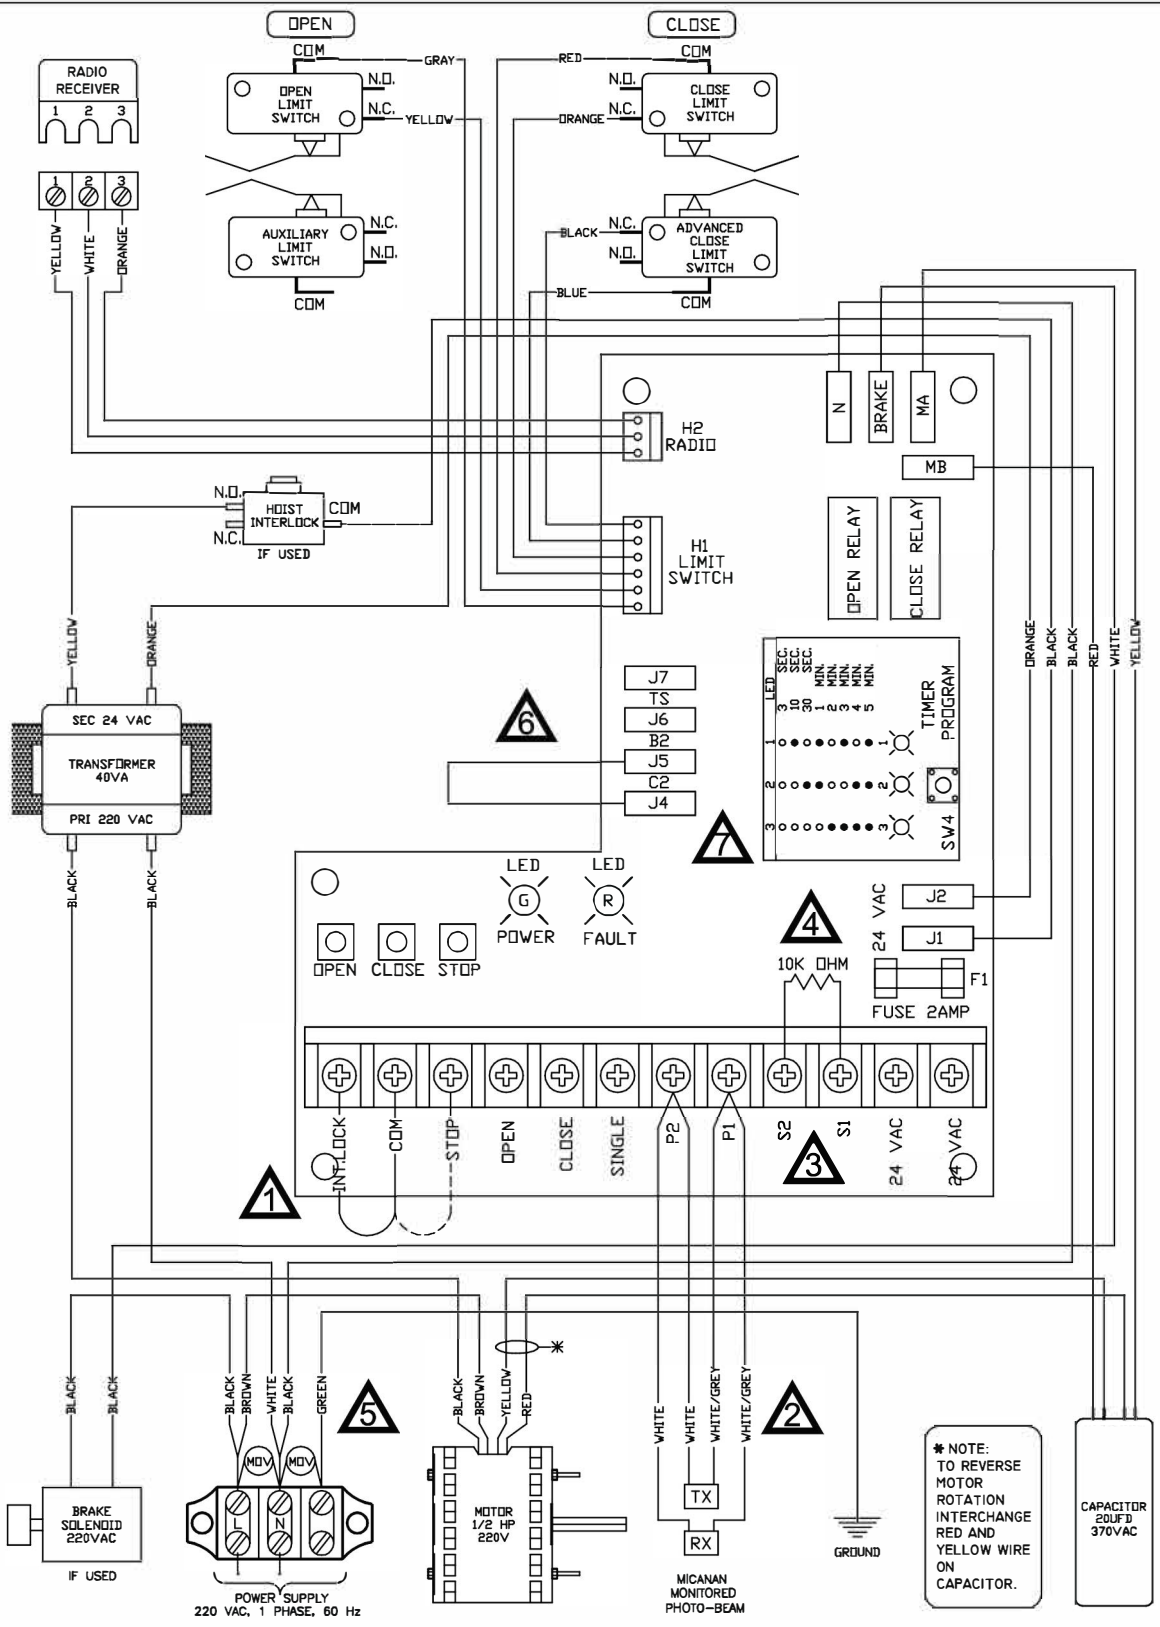 OPEN
CLOSE
COM
COM
GRAY
RED
RADIO
RECEIVER
1 2 3
OPEN
LIMIT
SWITCH
N.O.
N.C.
YELLOW
ORANGE
N.O.
N.C.
CLOSE
LIMIT
SWITCH
1 2 3
YELLOW
WHITE
ORANGE
AUXILIARY
LIMIT
SWITCH
N.C.
N.O.
COM
BLACK
N.C.
N.O.
ADVANCED
CLOSE
LIMIT
SWITCH
BLUE
COM
N
BRAKE
MA
MB
H2
RADIO
N.O.
N.C.
HOIST
INTERLOCK
COM
IF USED
H1
LIMIT
SWITCH
OPEN RELAY
CLOSE RELAY
YELLOW
ORANGE
ORANGE
BLACK
BLACK
RED
WHITE
YELLOW
J7
TS
J6
B2
J5
C2
J4
6
LED
3 SEC.
10 SEC.
30 SEC.
1 MIN.
2 MIN.
3 MIN.
4 MIN.
5 MIN.
TIMER
PROGRAM
1 1
2 2
3 3
SW4
7
SEC 24 VAC
TRANSFORMER
40VA
PRI 220 VAC
BLACK
BLACK
LED
G
POWER
LED
R
FAULT
OPEN
CLOSE
STOP
4
10K OHM
24 VAC
J2
J1
F1
FUSE 2AMP
INT.LOCK
COM
STOP
OPEN
CLOSE
SINGLE
P2
P1
S2
S1
24 VAC
24 VAC
1
3
BLACK
BLACK
BLACK
BROWN
WHITE
BLACK
GREEN
5
BLACK
BROWN
YELLOW
RED
*
WHITE
WHITE
WHITE/GREY
WHITE/GREY
2
MOV
MOV
L
N
BRAKE
SOLENOID
220VAC
IF USED
POWER SUPPLY
220 VAC, 1 PHASE, 60 Hz
MOTOR
1/2 HP
220V
TX
RX
MICANAN
MONITORED
PHOTO-BEAM
GROUND
* NOTE:
TO REVERSE
MOTOR
ROTATION
INTERCHANGE
RED AND
YELLOW WIRE
ON
CAPACITOR.
CAPACITOR
20UFD
370VAC